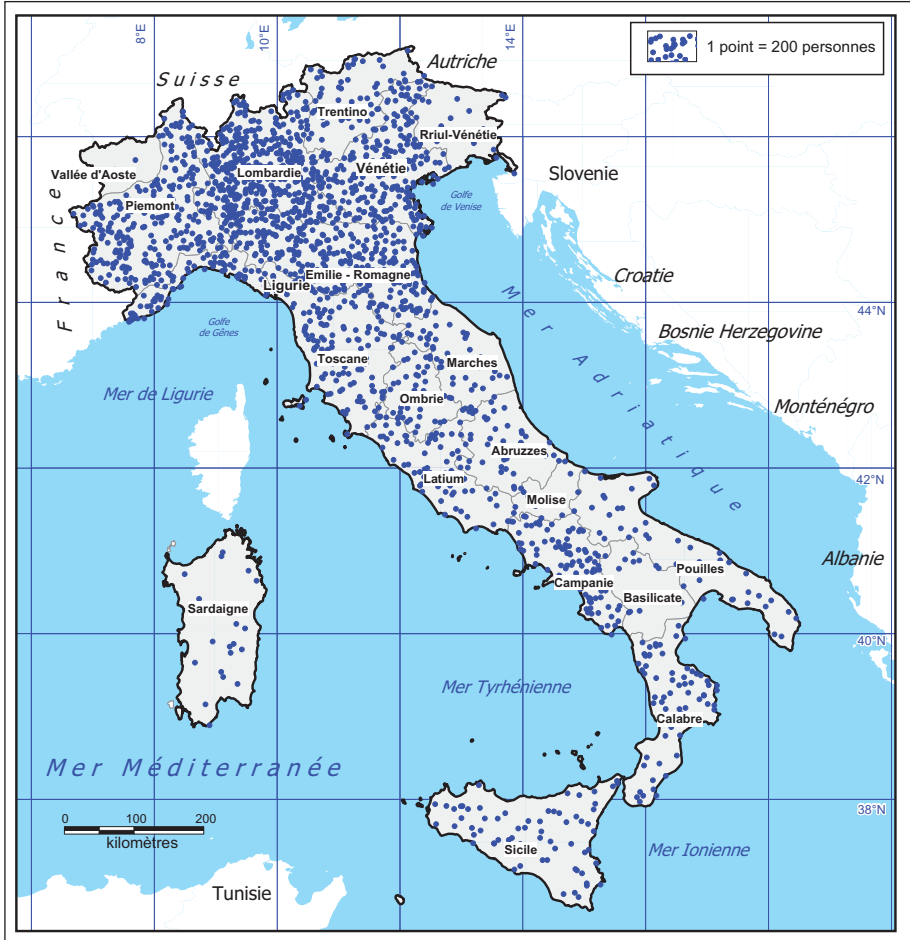 8°E
10°E
14°E
1 point = 200 personnes
Suisse
Autriche
Trentino
Rriul-Vénétie
Vallée d'Aoste
Lombardie
Vénétie
Slovenie
Piemont
Golfe
de Venise
France
Croatie
Emilie - Romagne
Ligurie
44°N
Golfe
de Gênes
Mer Adriatique
Bosnie Herzegovine
Toscane
Marches
Mer de Ligurie
Ombrie
Monténégro
Abruzzes
Latium
42°N
Molise
Albanie
Pouilles
Campanie
Basilicate
Sardaigne
40°N
Mer Tyrhénienne
Calabre
Mer Méditerranée
38°N
0 100 200
kilomètres
Sicile
Mer Ionienne
Tunisie